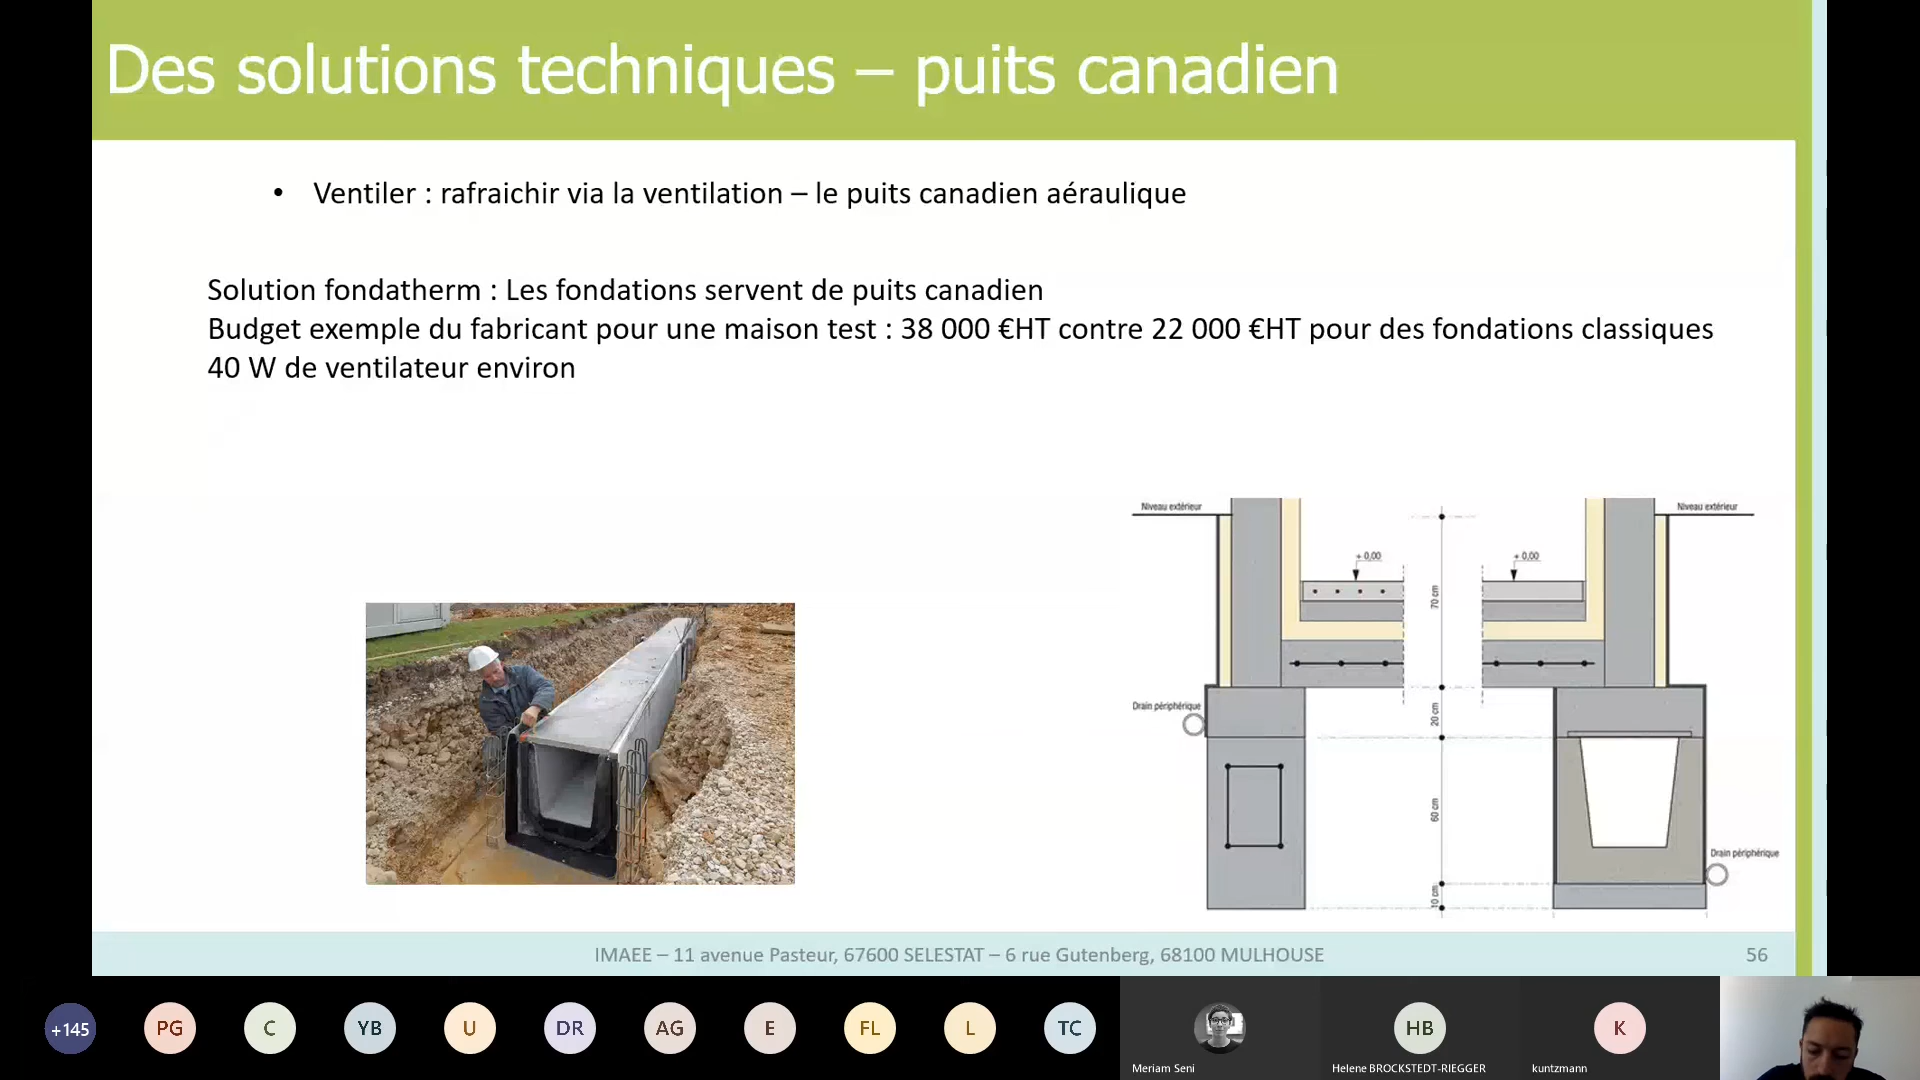 Des solutions techniques – puits canadien
• Ventiler : rafraichir via la ventilation – le puits canadien aéraulique
Solution fondatherm : Les fondations servent de puits canadien
Budget exemple du fabricant pour une maison test : 38 000 €HT contre 22 000 €HT pour des fondations classiques
40 W de ventilateur environ
Niveau extérieur
Niveau extérieur
+ 0,00
+ 0,00
70 cm
Drain périphérique
20 cm
60 cm
Drain périphérique
10 cm
IMAEE – 11 avenue Pasteur, 67600 SELESTAT – 6 rue Gutenberg, 68100 MULHOUSE
56
+145
PG
C
YB
U
DR
AG
E
FL
L
TC
HB
K
Meriam Seni
Helene BROCKSTEDT-RIEGGER
kuntzmann